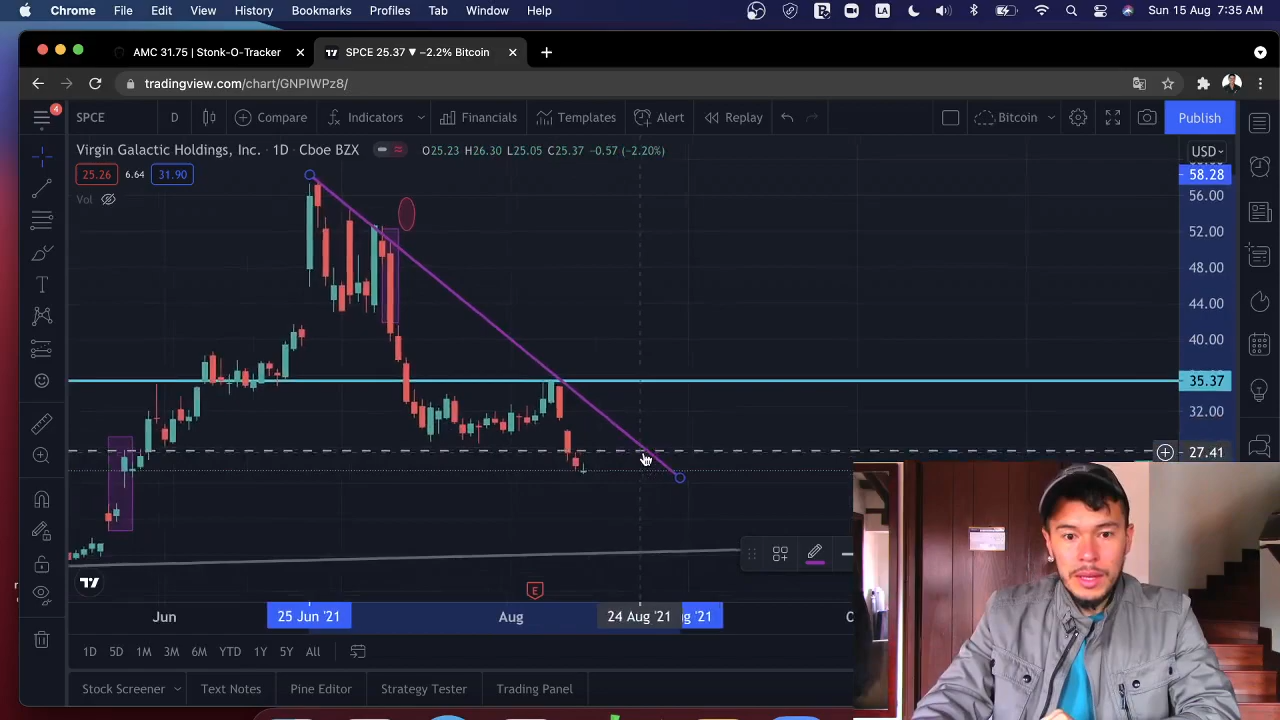 Chrome File Edit View History Bookmarks Profiles Tab Window Help LA Sun 15 Aug 7:35 AM
AMC 31.75 | Stonk-O-Tracker SPCE 25.37 ▼ −2.2% Bitcoin
tradingview.com/chart/GNPIWPz8/
4 SPCE D Compare Indicators Financials Templates Alert Replay Bitcoin Publish
Virgin Galactic Holdings, Inc. · 1D · Cboe BZX O25.23 H26.30 L25.05 C25.37 −0.57 (−2.20%) USD
25.26 6.64 31.90 58.28
Vol 56.00
52.00
48.00
44.00
40.00
35.37
32.00
27.41
E
Jun 25 Jun '21 Aug 24 Aug '21 g '21
1D 5D 1M 3M 6M YTD 1Y 5Y All
Stock Screener Text Notes Pine Editor Strategy Tester Trading Panel